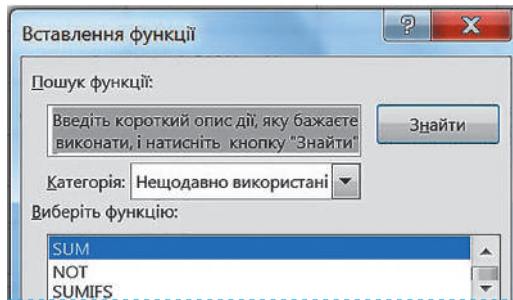 Вставлення функції
Пошук функції:
Введіть короткий опис дії, яку бажаєте
виконати, і натисніть кнопку "Знайти"
Знайти
Категорія: Нещодавно використані
Виберіть функцію:
SUM
NOT
SUMIFS